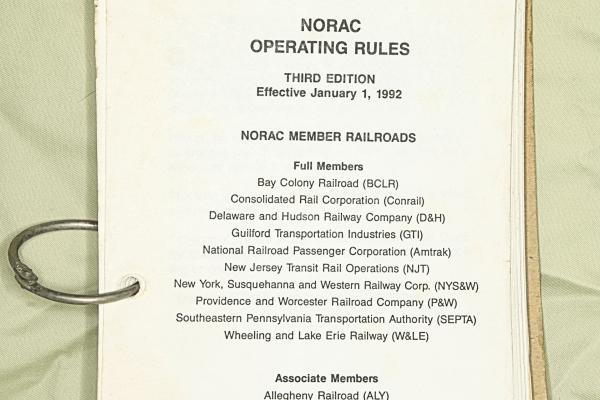 NORAC
OPERATING RULES
THIRD EDITION
Effective January 1, 1992
NORAC MEMBER RAILROADS
Full Members
Bay Colony Railroad (BCLR)
Consolidated Rail Corporation (Conrail)
Delaware and Hudson Railway Company (D&H)
Guilford Transportation Industries (GTI)
National Railroad Passenger Corporation (Amtrak)
New Jersey Transit Rail Operations (NJT)
New York, Susquehanna and Western Railway Corp. (NYS&W)
Providence and Worcester Railroad Company (P&W)
Southeastern Pennsylvania Transportation Authority (SEPTA)
Wheeling and Lake Erie Railway (W&LE)
Associate Members
Allegheny Railroad (ALY)